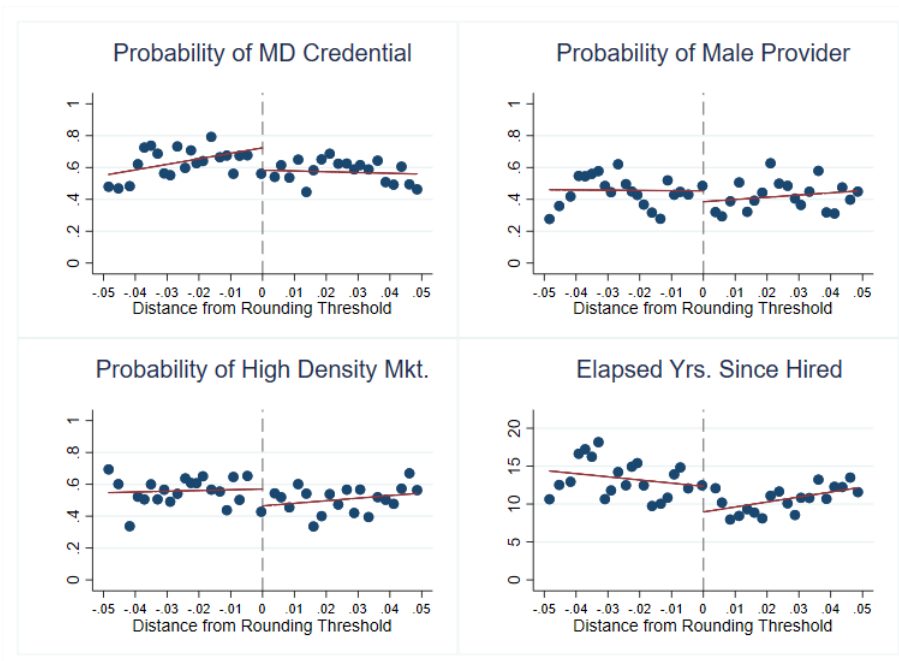 Probability of MD Credential
1
.8
.6
.4
.2
0
-.05 -.04 -.03 -.02 -.01 0 .01 .02 .03 .04 .05
Distance from Rounding Threshold
Probability of Male Provider
1
.8
.6
.4
.2
0
-.05 -.04 -.03 -.02 -.01 0 .01 .02 .03 .04 .05
Distance from Rounding Threshold
Probability of High Density Mkt.
1
.8
.6
.4
.2
0
-.05 -.04 -.03 -.02 -.01 0 .01 .02 .03 .04 .05
Distance from Rounding Threshold
Elapsed Yrs. Since Hired
20
15
10
5
0
-.05 -.04 -.03 -.02 -.01 0 .01 .02 .03 .04 .05
Distance from Rounding Threshold